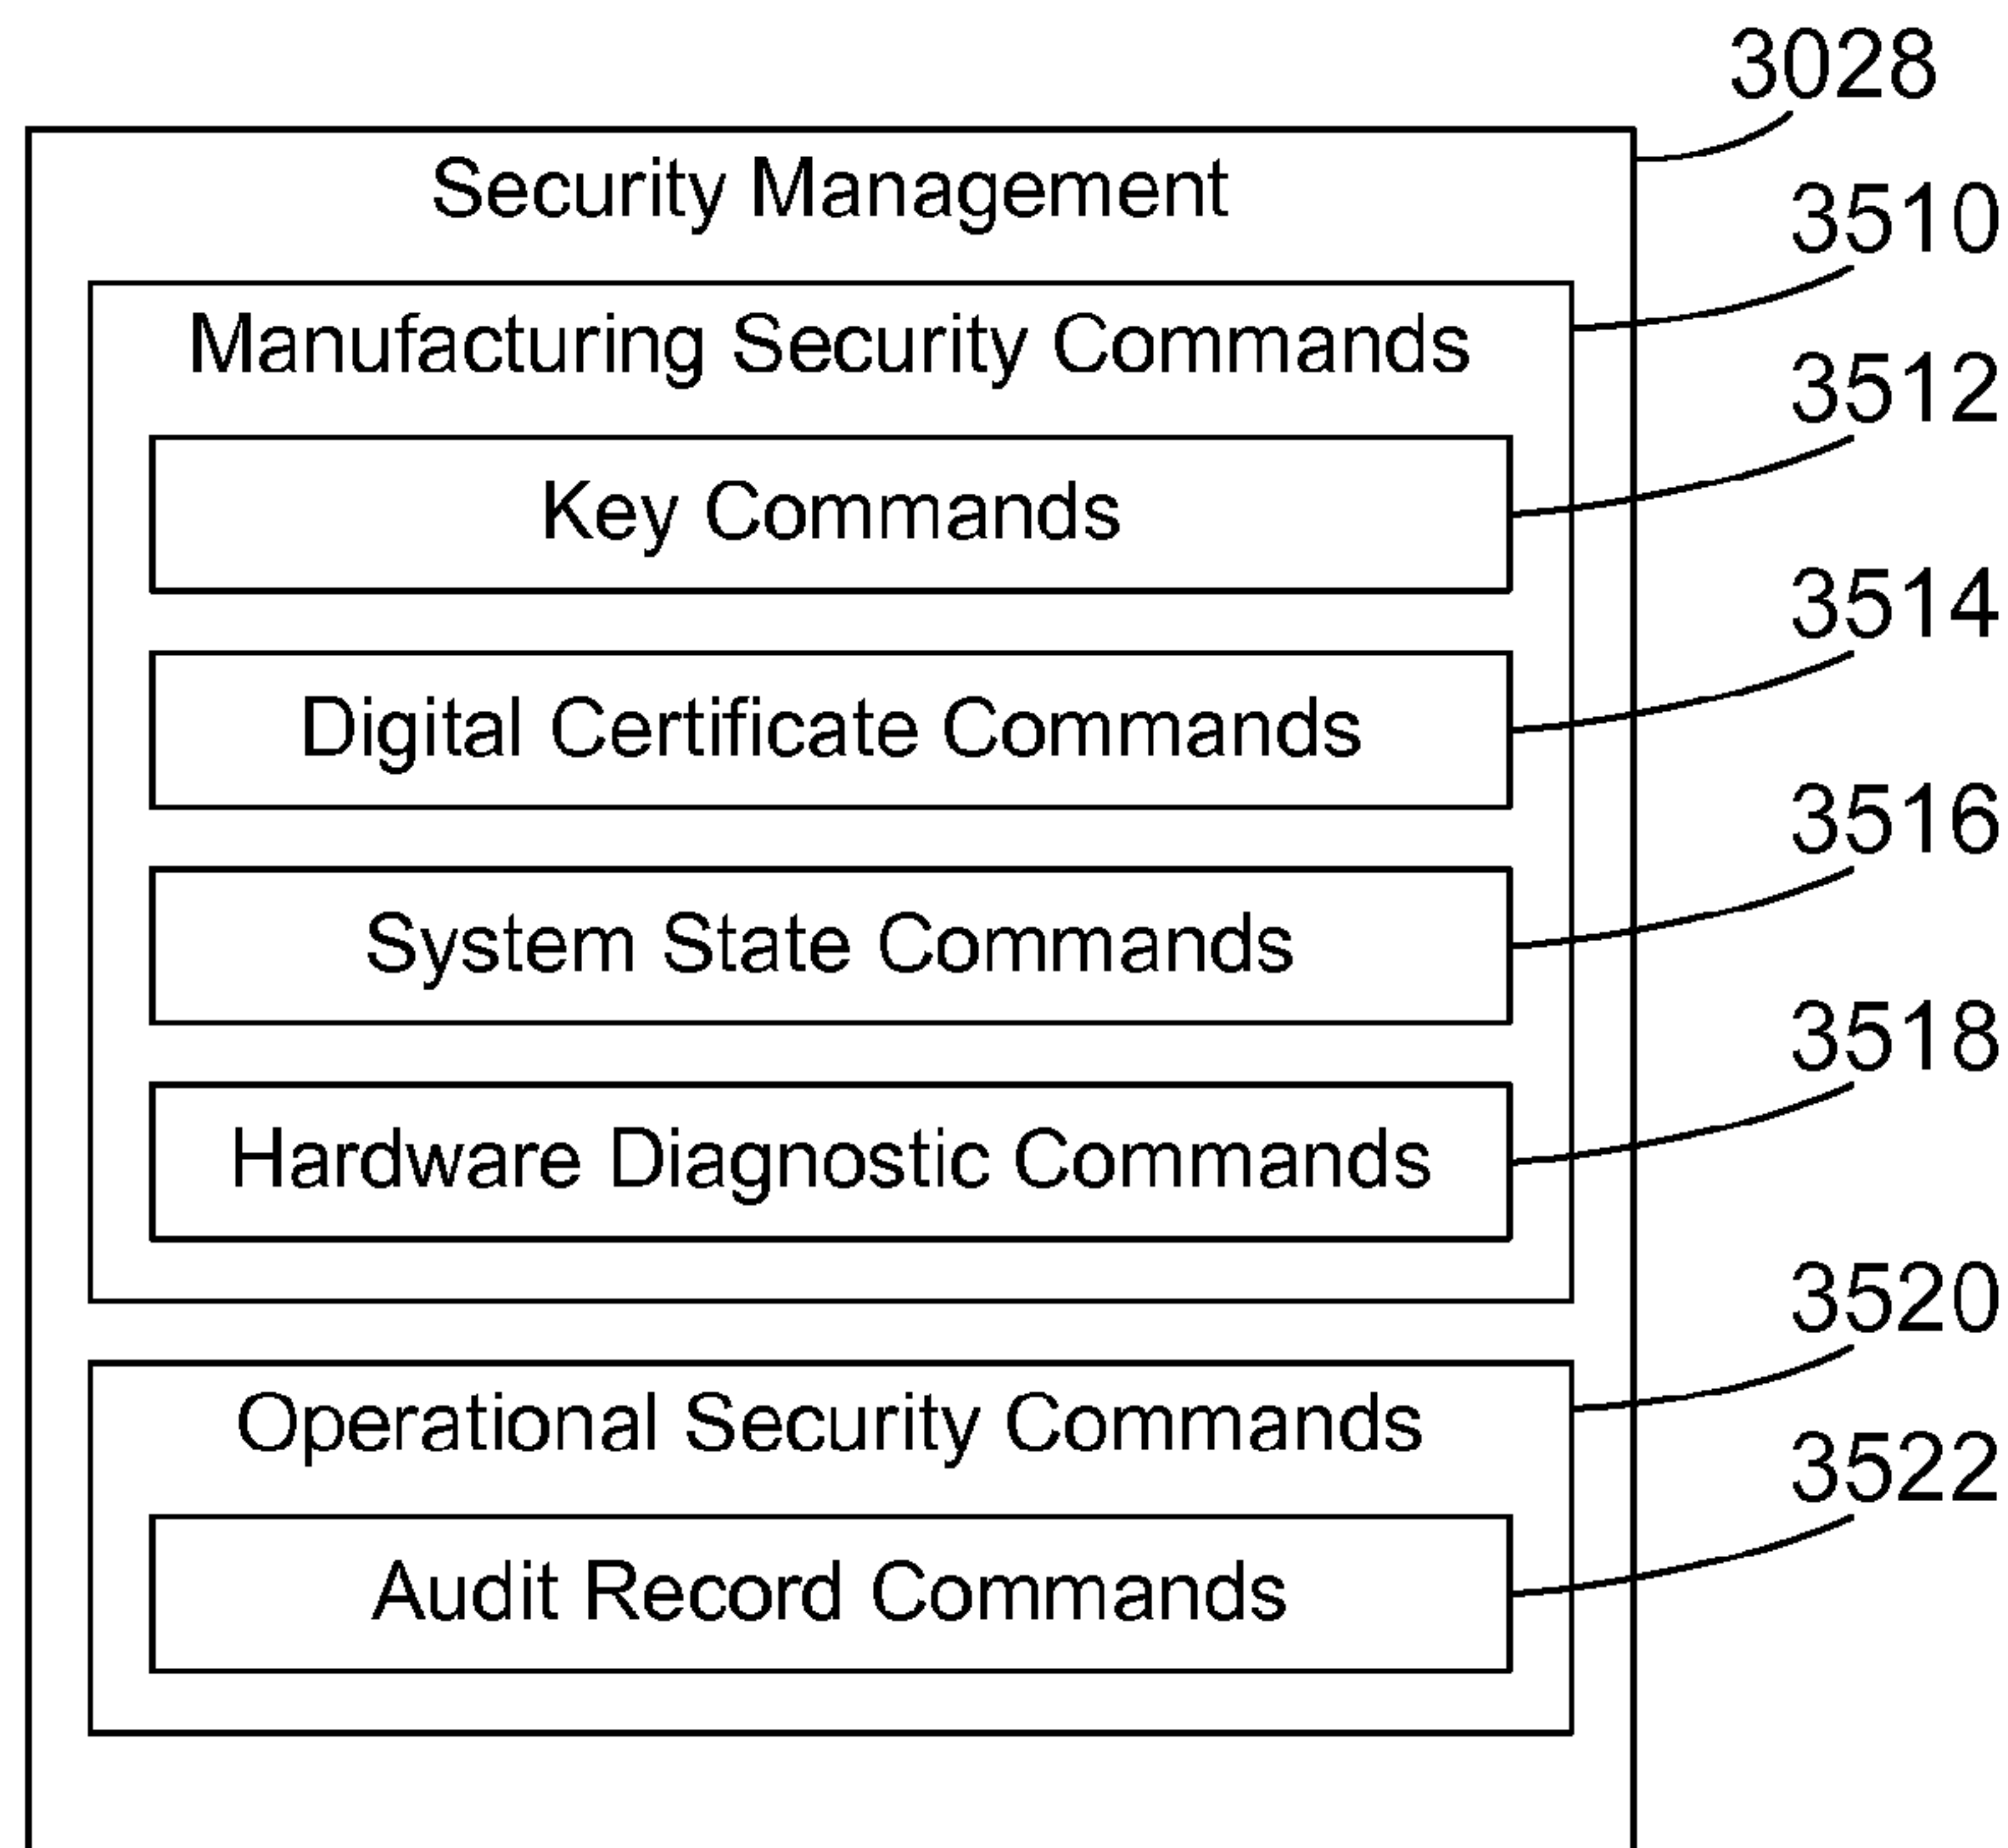 3028
Security Management
3510
Manufacturing Security Commands
3512
Key Commands
3514
Digital Certificate Commands
3516
System State Commands
3518
Hardware Diagnostic Commands
3520
Operational Security Commands
3522
Audit Record Commands